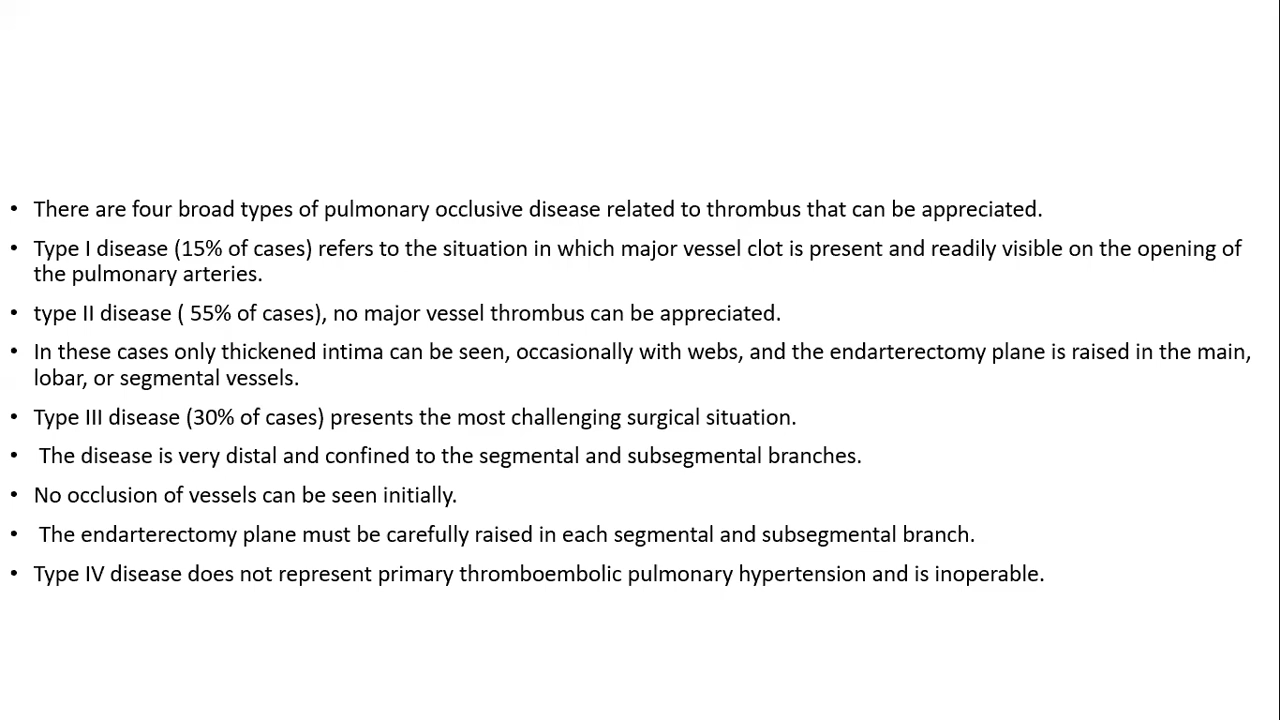 • There are four broad types of pulmonary occlusive disease related to thrombus that can be appreciated.
• Type I disease (15% of cases) refers to the situation in which major vessel clot is present and readily visible on the opening of
the pulmonary arteries.
• type II disease ( 55% of cases), no major vessel thrombus can be appreciated.
• In these cases only thickened intima can be seen, occasionally with webs, and the endarterectomy plane is raised in the main,
lobar, or segmental vessels.
• Type III disease (30% of cases) presents the most challenging surgical situation.
• The disease is very distal and confined to the segmental and subsegmental branches.
• No occlusion of vessels can be seen initially.
• The endarterectomy plane must be carefully raised in each segmental and subsegmental branch.
• Type IV disease does not represent primary thromboembolic pulmonary hypertension and is inoperable.